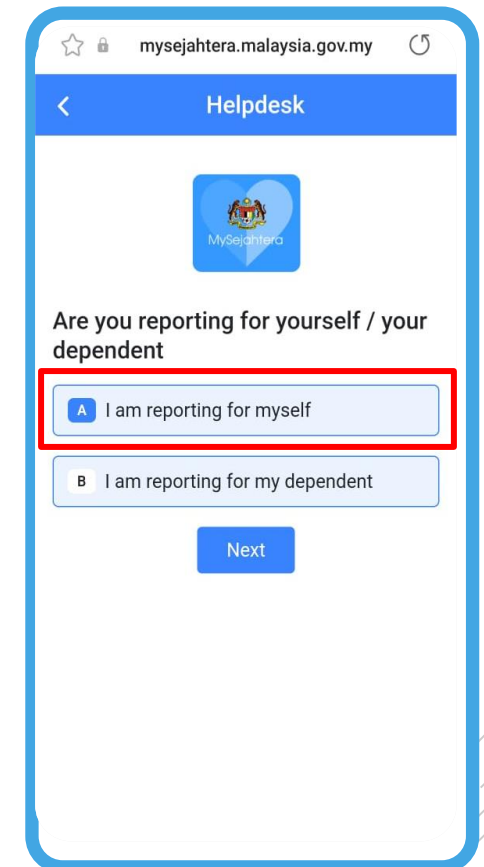 mysejahtera.malaysia.gov.my
Helpdesk
MySejahtera
Are you reporting for yourself / your
dependent
A I am reporting for myself
B I am reporting for my dependent
Next